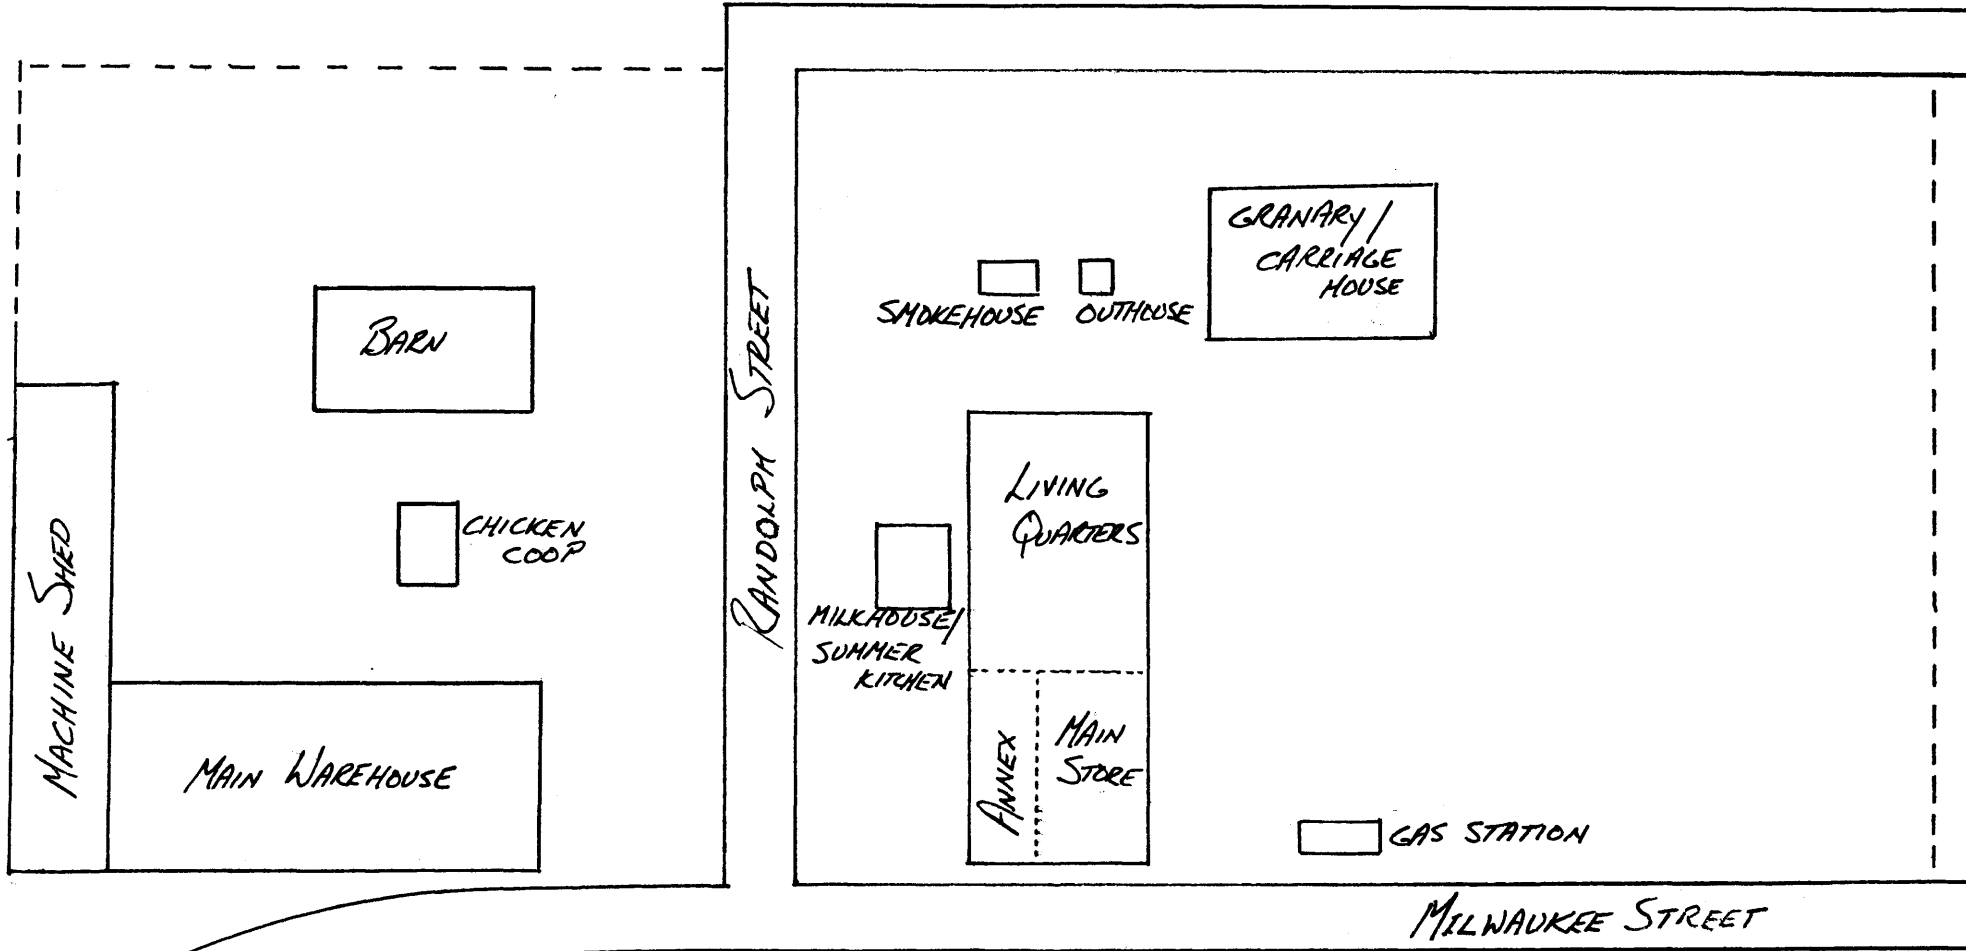 GRANARY /
CARRIAGE
HOUSE
SMOKEHOUSE
OUTHOUSE
BARN
RANDOLPH STREET
LIVING
QUARTERS
CHICKEN
COOP
MACHINE SHED
MILKHOUSE/
SUMMER
KITCHEN
MAIN WAREHOUSE
ANNEX
MAIN
STORE
GAS STATION
MILWAUKEE STREET